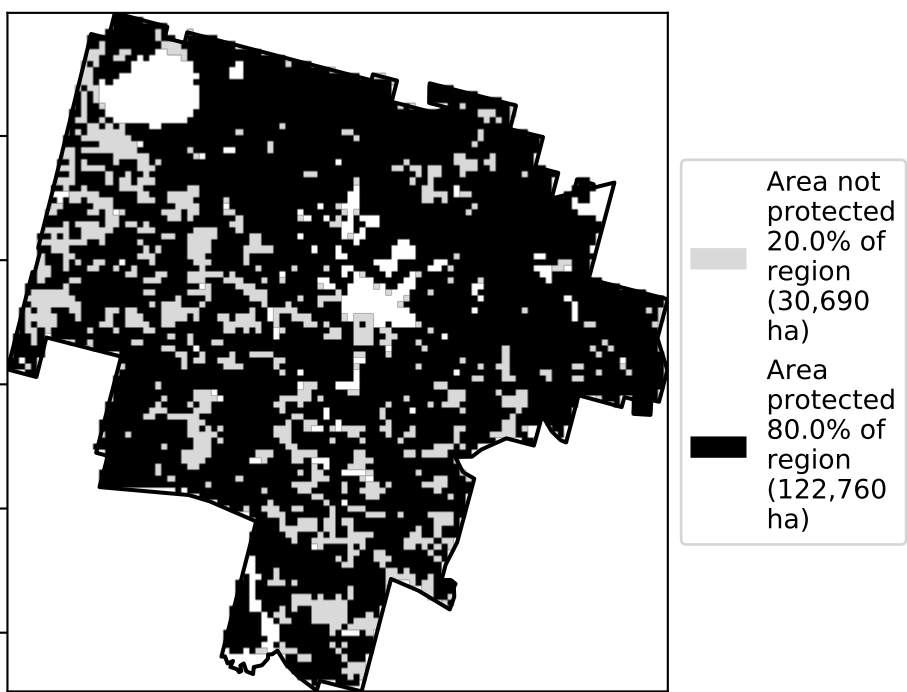 Area not
protected
20.0% of
region
(30,690
ha)
Area
protected
80.0% of
region
(122,760
ha)